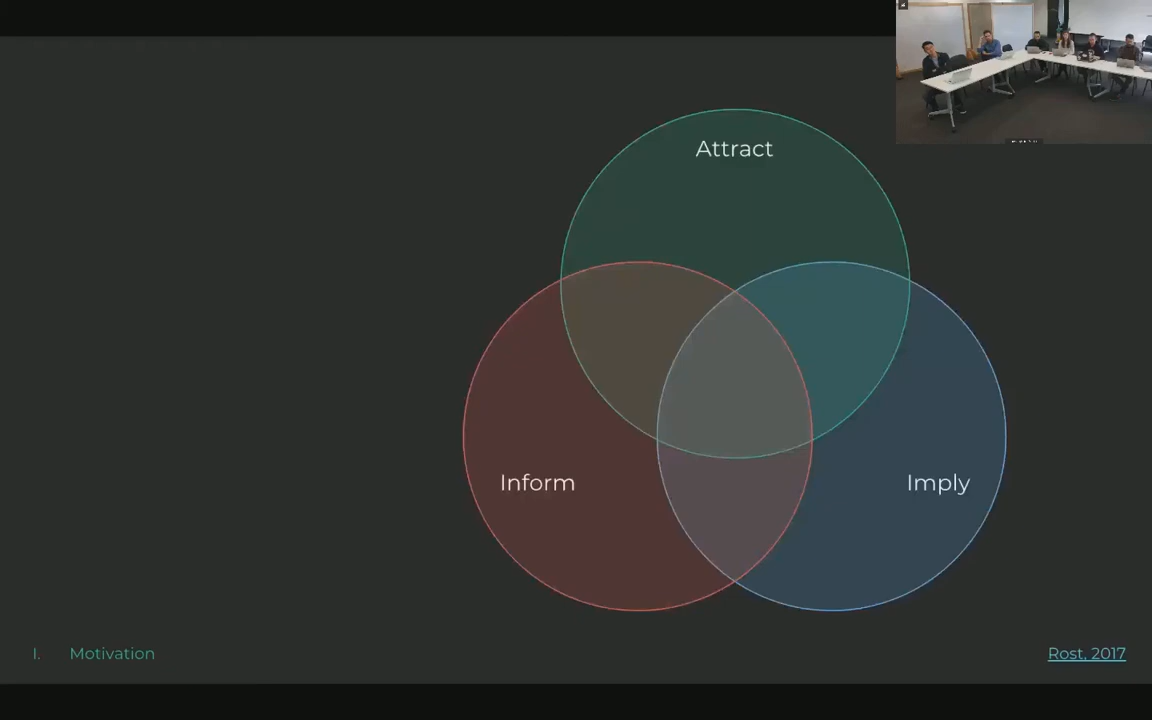 Attract
Inform
Imply
I. Motivation
Rost, 2017